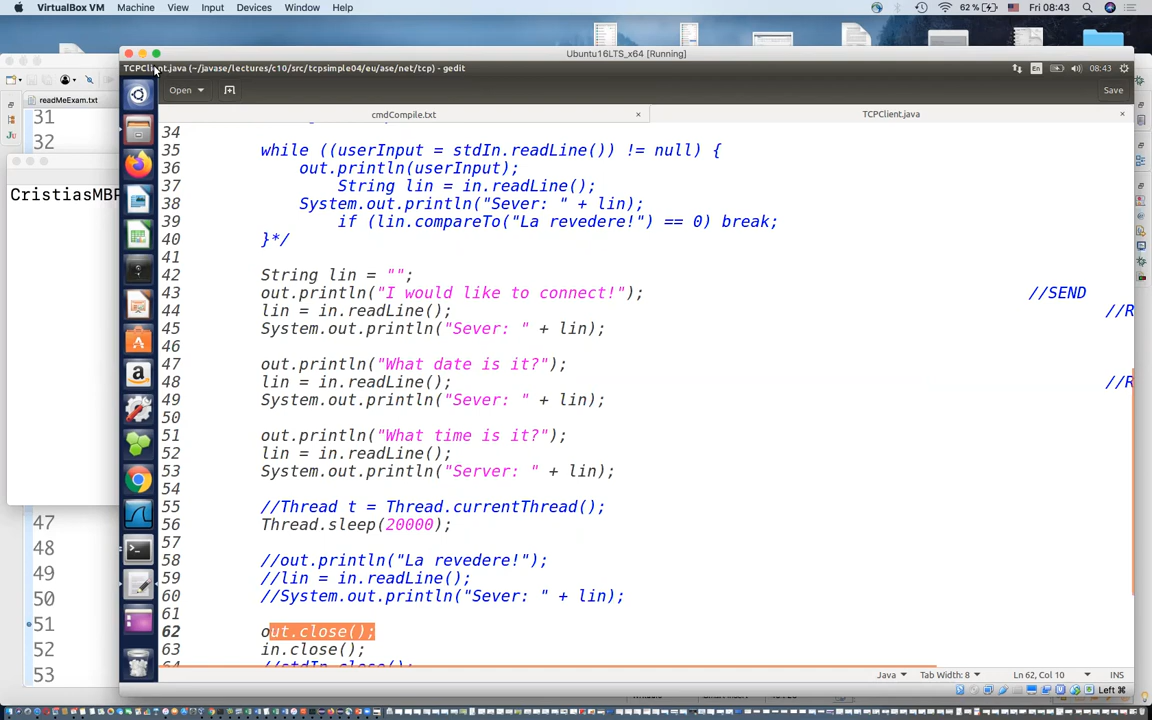 VirtualBox VM Machine View Input Devices Window Help
62 % Fri 08:43
Ubuntu16LTS_x64 [Running]
TCPClient.java (~/javase/lectures/c10/src/tcpsimple04/eu/ase/net/tcp) - gedit
En 08:43
readMeExam.txt
Open Save
cmdCompile.txt TCPClient.java
31
32
CristiasMBP
47
48
49
50
51
52
53
34
35 while ((userInput = stdIn.readLine()) != null) {
36 out.println(userInput);
37 String lin = in.readLine();
38 System.out.println("Sever: " + lin);
39 if (lin.compareTo("La revedere!") == 0) break;
40 }*/
41
42 String lin = "";
43 out.println("I would like to connect!"); //SEND
44 lin = in.readLine(); //R
45 System.out.println("Sever: " + lin);
46
47 out.println("What date is it?");
48 lin = in.readLine(); //R
49 System.out.println("Sever: " + lin);
50
51 out.println("What time is it?");
52 lin = in.readLine();
53 System.out.println("Server: " + lin);
54
55 //Thread t = Thread.currentThread();
56 Thread.sleep(20000);
57
58 //out.println("La revedere!");
59 //lin = in.readLine();
60 //System.out.println("Sever: " + lin);
61
62 out.close();
63 in.close();
64 //stdIn.close();
Java Tab Width: 8 Ln 62, Col 10 INS
Left ⌘